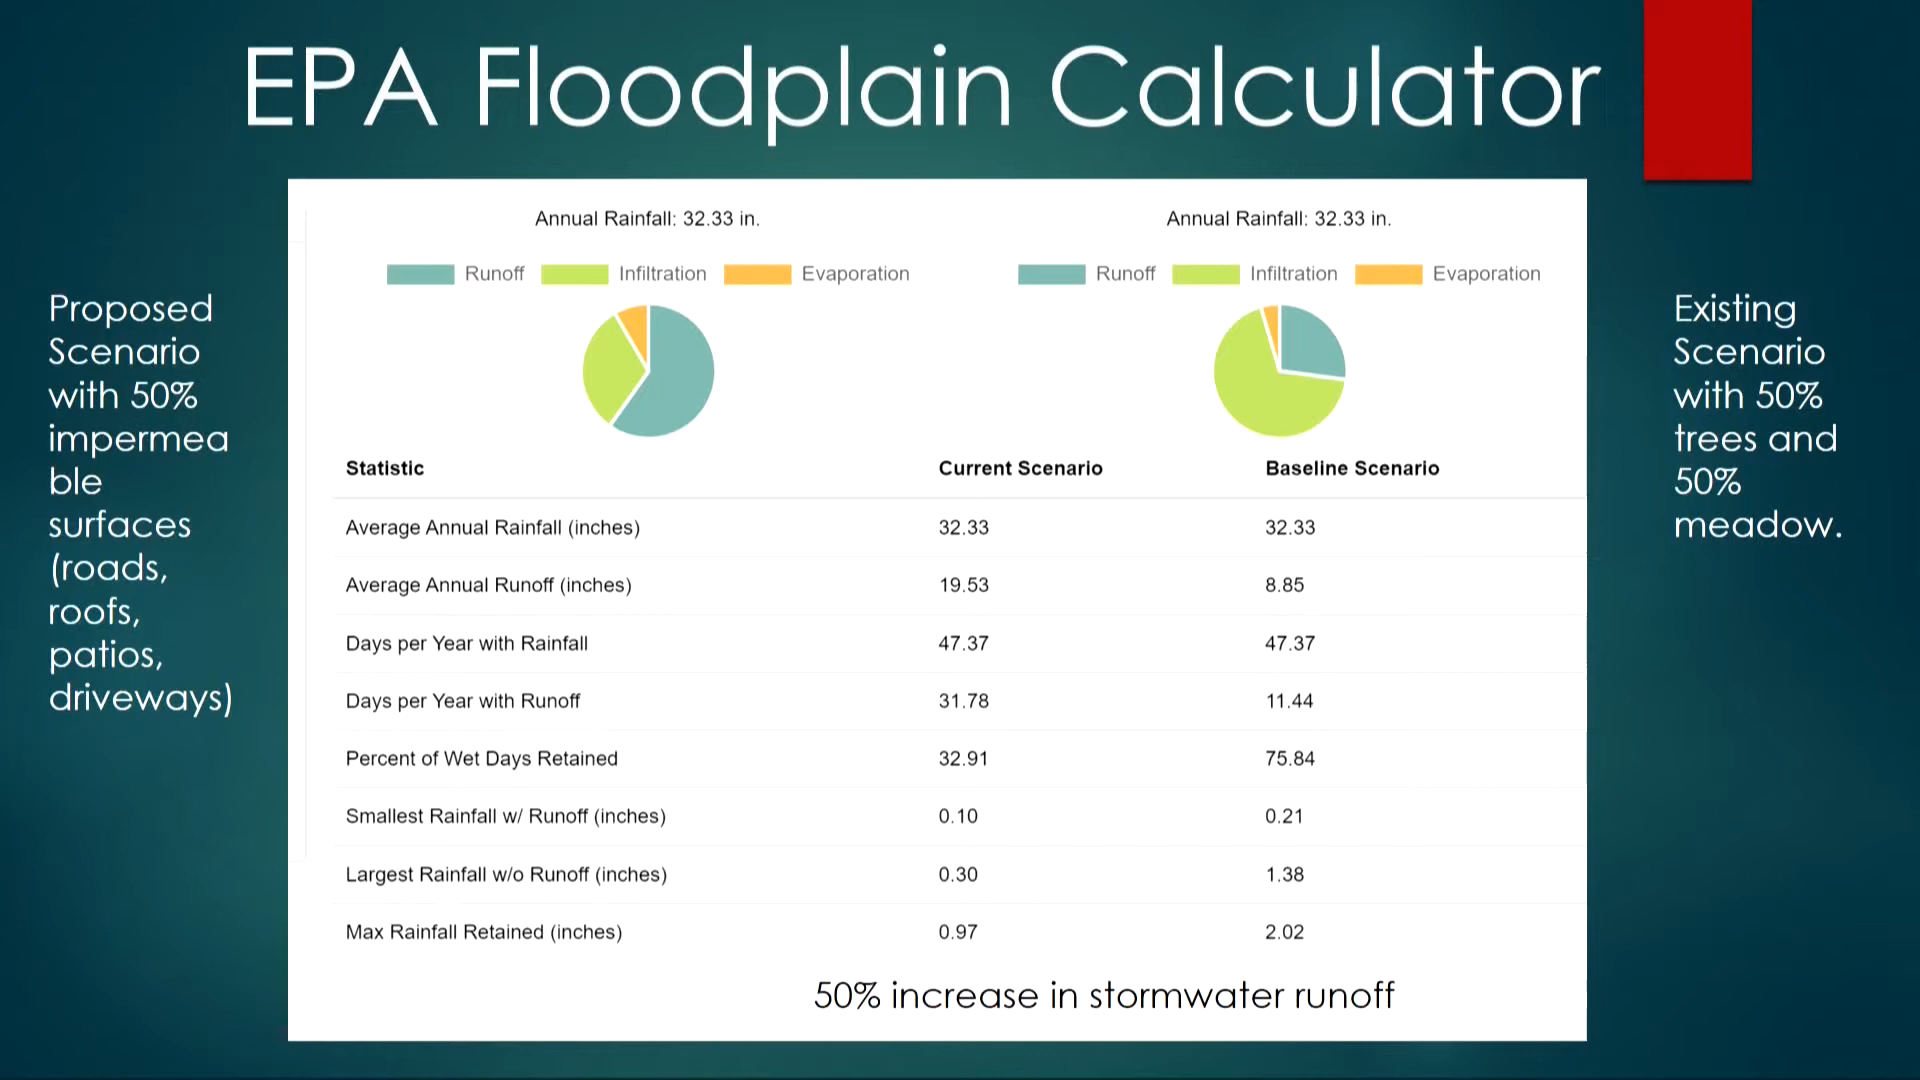 EPA Floodplain Calculator
Proposed
Scenario
with 50%
impermea
ble
surfaces
(roads,
roofs,
patios,
driveways)
Annual Rainfall: 32.33 in.
Runoff Infiltration Evaporation
Annual Rainfall: 32.33 in.
Runoff Infiltration Evaporation
Statistic Current Scenario Baseline Scenario
Average Annual Rainfall (inches) 32.33 32.33
Average Annual Runoff (inches) 19.53 8.85
Days per Year with Rainfall 47.37 47.37
Days per Year with Runoff 31.78 11.44
Percent of Wet Days Retained 32.91 75.84
Smallest Rainfall w/ Runoff (inches) 0.10 0.21
Largest Rainfall w/o Runoff (inches) 0.30 1.38
Max Rainfall Retained (inches) 0.97 2.02
50% increase in stormwater runoff
Existing
Scenario
with 50%
trees and
50%
meadow.